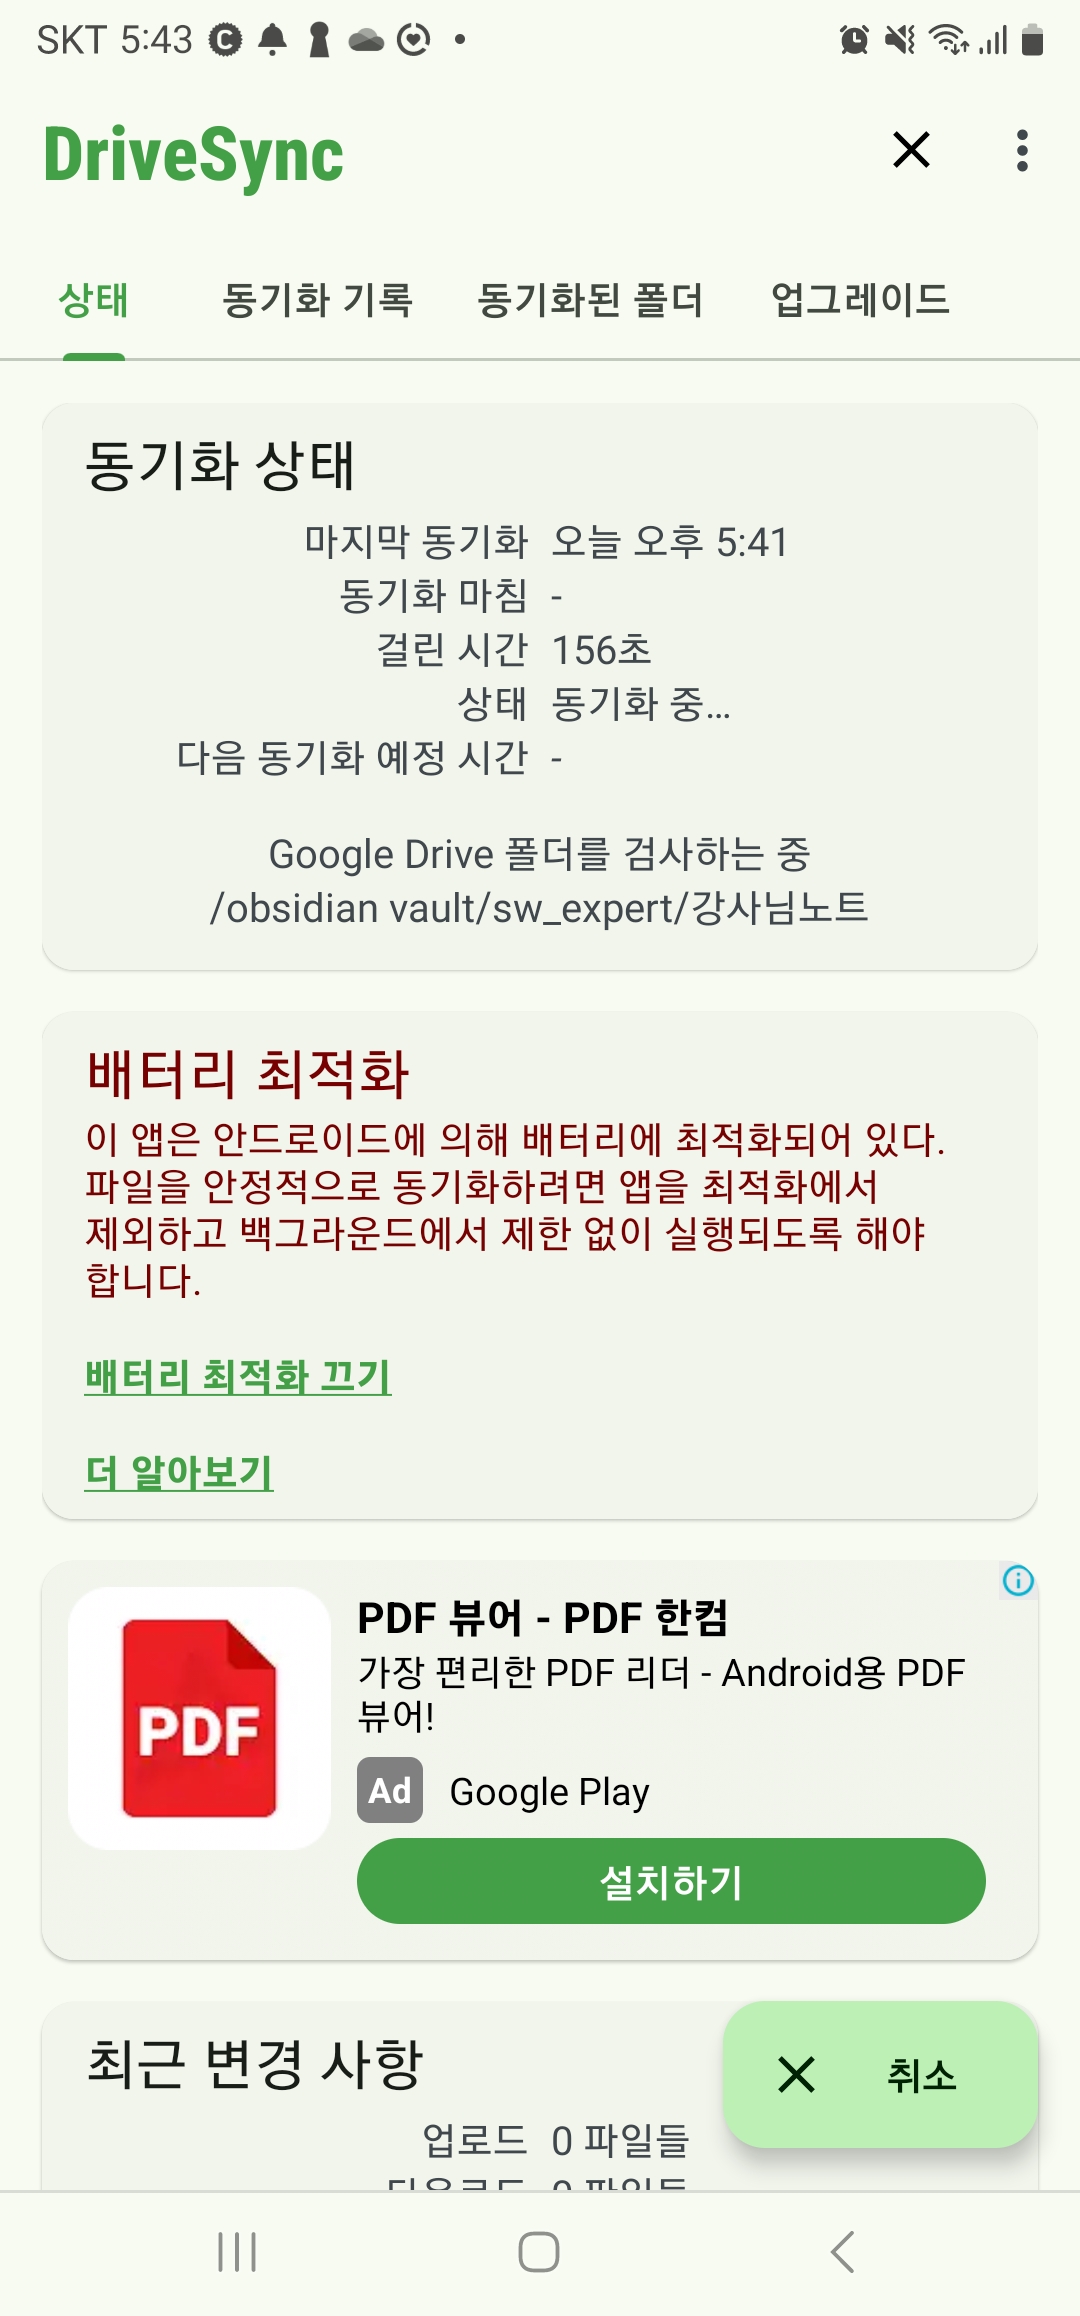 SKT 5:43
DriveSync
상태 동기화 기록 동기화된 폴더 업그레이드
동기화 상태
마지막 동기화 오늘 오후 5:41
동기화 마침 -
걸린 시간 156초
상태 동기화 중...
다음 동기화 예정 시간 -
Google Drive 폴더를 검사하는 중
/obsidian vault/sw_expert/강사님노트
배터리 최적화
이 앱은 안드로이드에 의해 배터리에 최적화되어 있다.
파일을 안정적으로 동기화하려면 앱을 최적화에서
제외하고 백그라운드에서 제한 없이 실행되도록 해야
합니다.
배터리 최적화 끄기
더 알아보기
PDF 뷰어 - PDF 한컴
가장 편리한 PDF 리더 - Android용 PDF
뷰어!
PDF
Ad Google Play
설치하기
최근 변경 사항
취소
업로드 0 파일들
다운로드 0 파일들